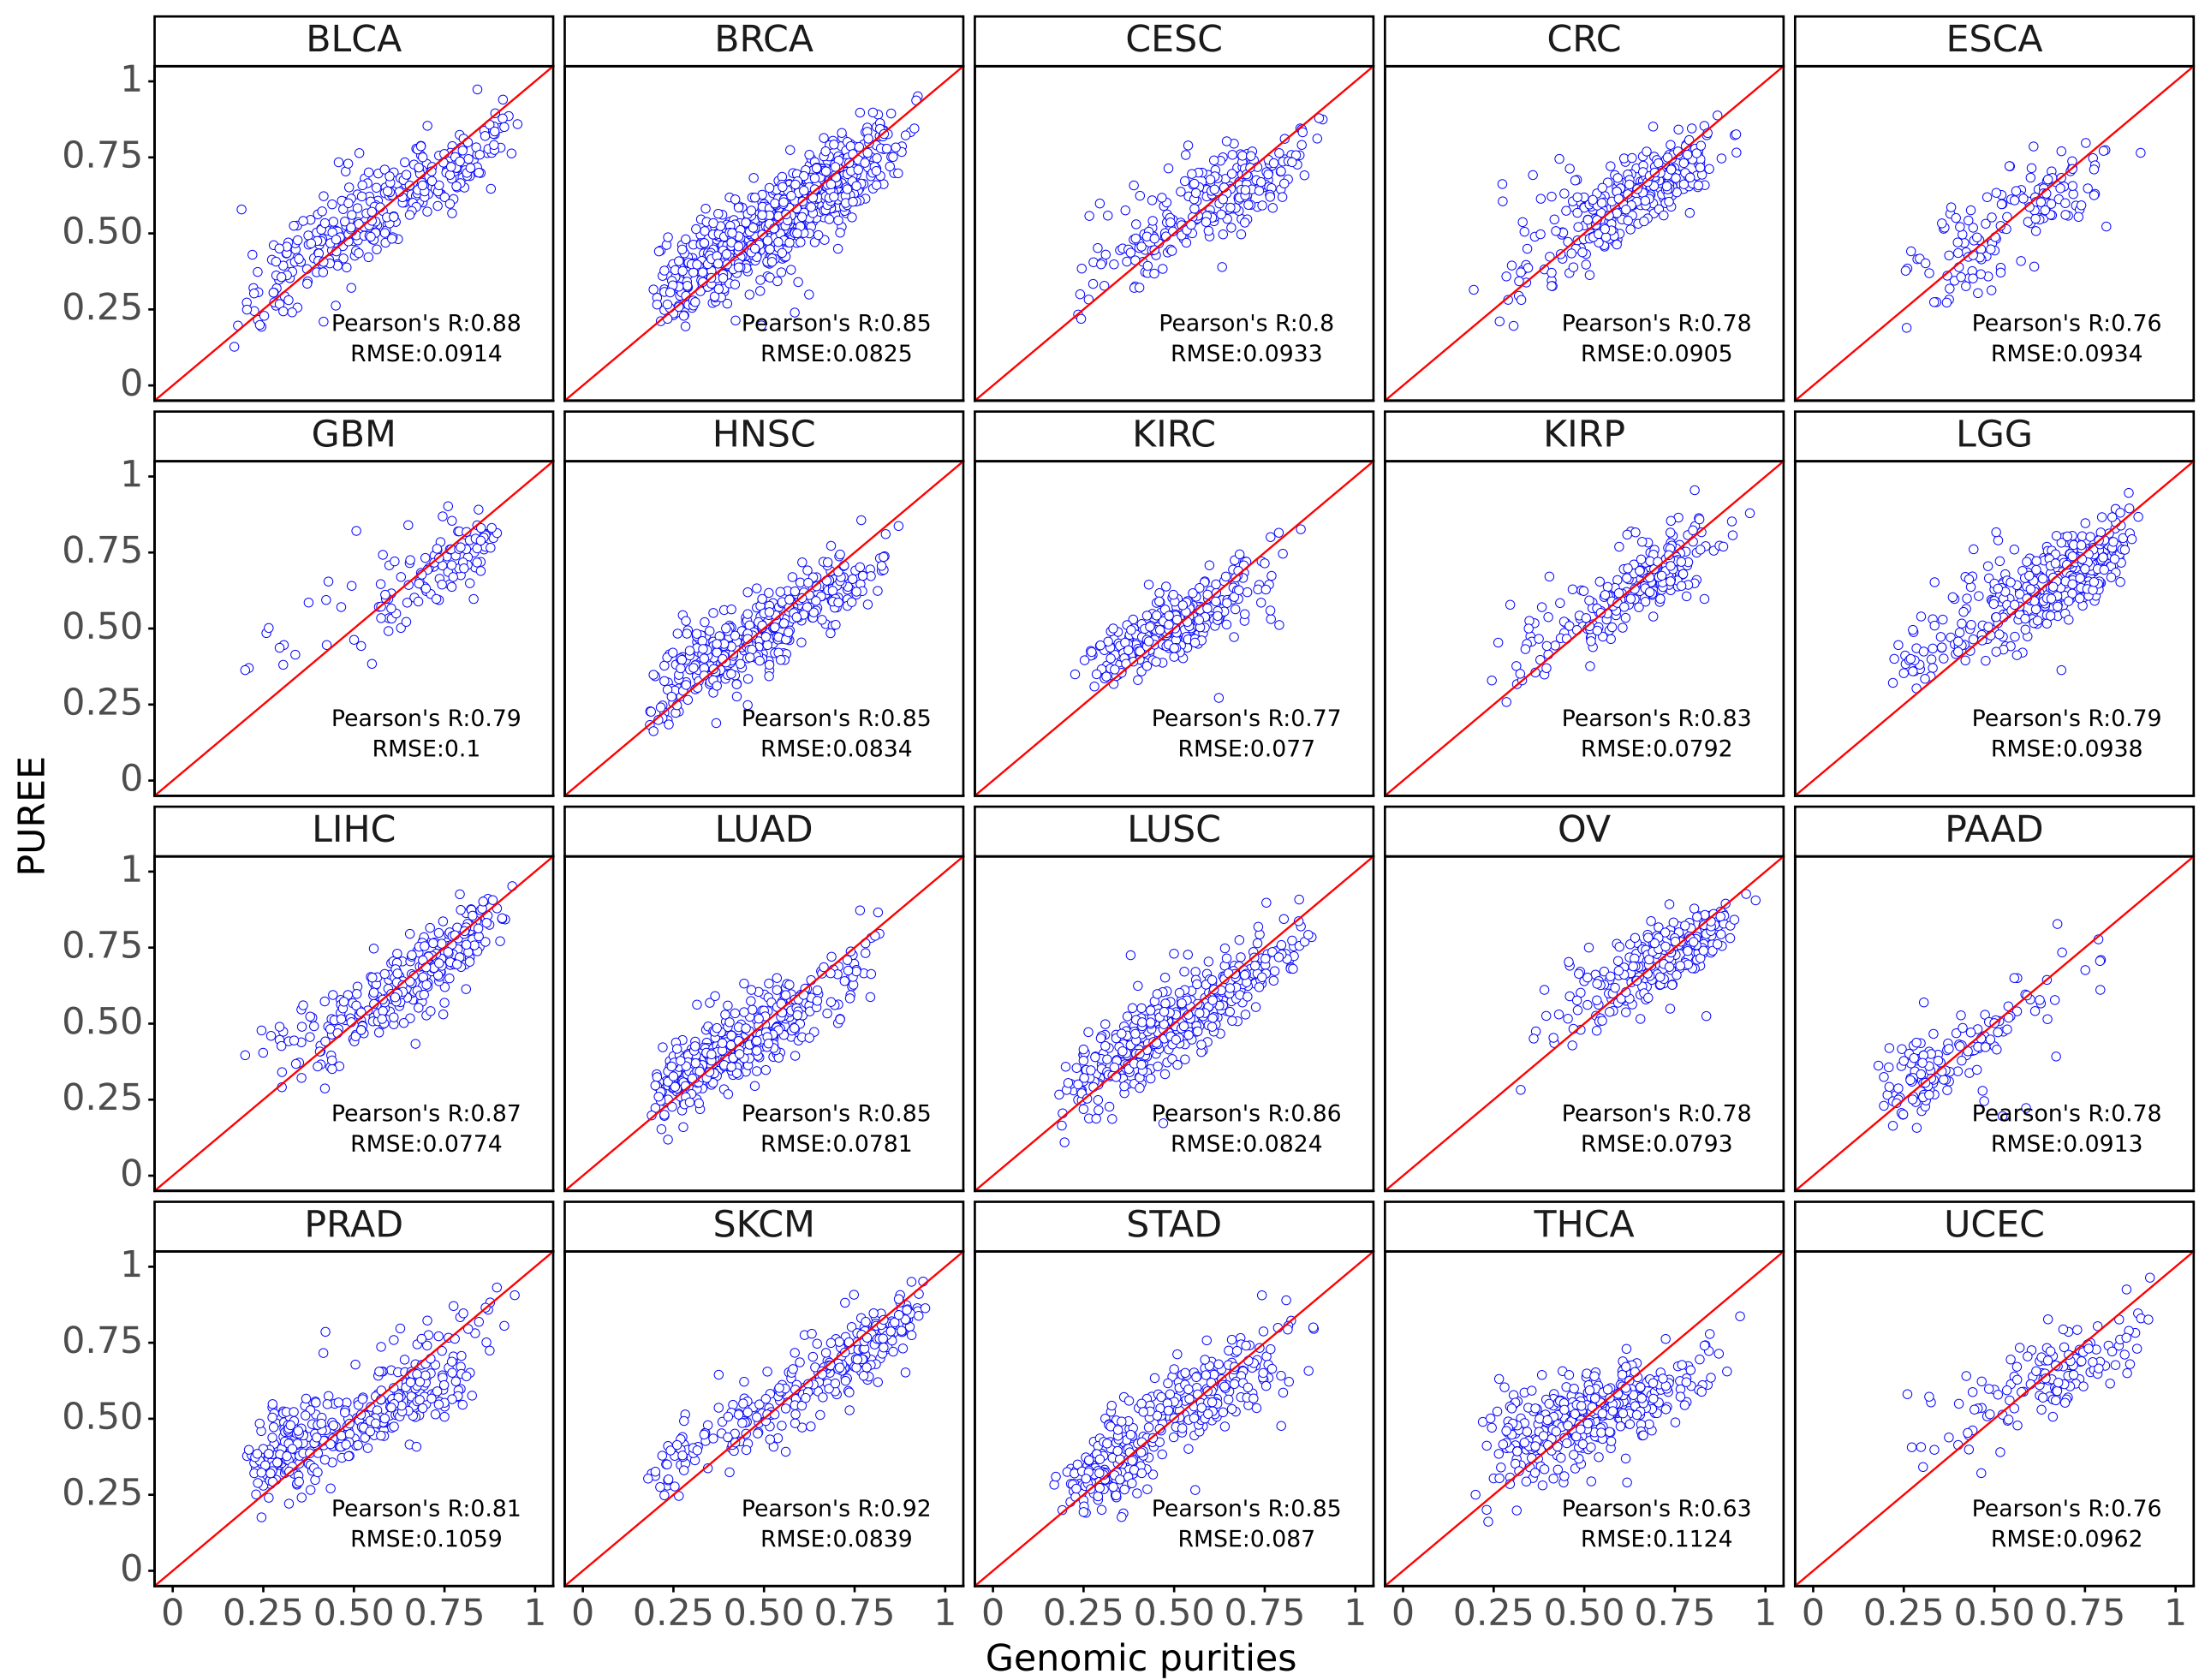 BLCA BRCA CESC CRC ESCA
1
0.75
0.50
0.25
0
Pearson's R:0.88 Pearson's R:0.85 Pearson's R:0.8 Pearson's R:0.78 Pearson's R:0.76
RMSE:0.0914 RMSE:0.0825 RMSE:0.0933 RMSE:0.0905 RMSE:0.0934
GBM HNSC KIRC KIRP LGG
1
0.75
0.50
0.25
0
Pearson's R:0.79 Pearson's R:0.85 Pearson's R:0.77 Pearson's R:0.83 Pearson's R:0.79
RMSE:0.1 RMSE:0.0834 RMSE:0.077 RMSE:0.0792 RMSE:0.0938
PUREE
LIHC LUAD LUSC OV PAAD
1
0.75
0.50
0.25
0
Pearson's R:0.87 Pearson's R:0.85 Pearson's R:0.86 Pearson's R:0.78 Pearson's R:0.78
RMSE:0.0774 RMSE:0.0781 RMSE:0.0824 RMSE:0.0793 RMSE:0.0913
PRAD SKCM STAD THCA UCEC
1
0.75
0.50
0.25
0
Pearson's R:0.81 Pearson's R:0.92 Pearson's R:0.85 Pearson's R:0.63 Pearson's R:0.76
RMSE:0.1059 RMSE:0.0839 RMSE:0.087 RMSE:0.1124 RMSE:0.0962
0 0.25 0.50 0.75 1 0 0.25 0.50 0.75 1 0 0.25 0.50 0.75 1 0 0.25 0.50 0.75 1 0 0.25 0.50 0.75 1
Genomic purities